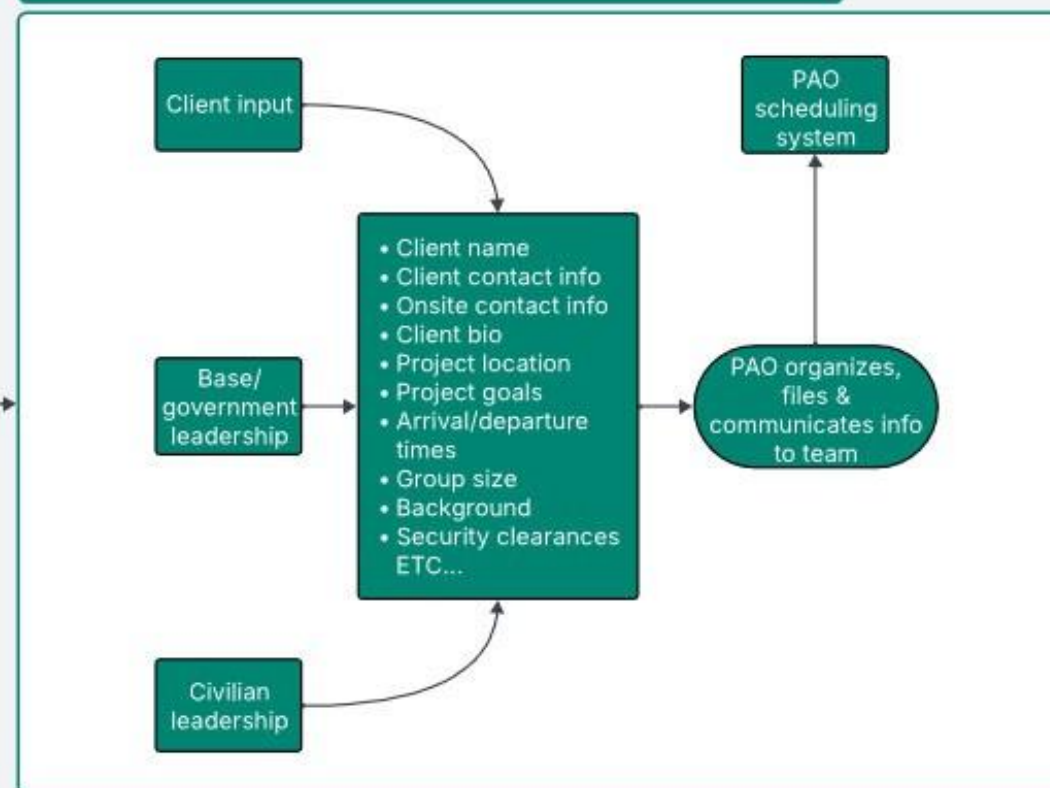 Client input
PAO
scheduling
system
• Client name
• Client contact info
• Onsite contact info
• Client bio
• Project location
• Project goals
• Arrival/departure
times
• Group size
• Background
• Security clearances
ETC...
Base/
government
leadership
PAO organizes,
files &
communicates info
to team
Civilian
leadership